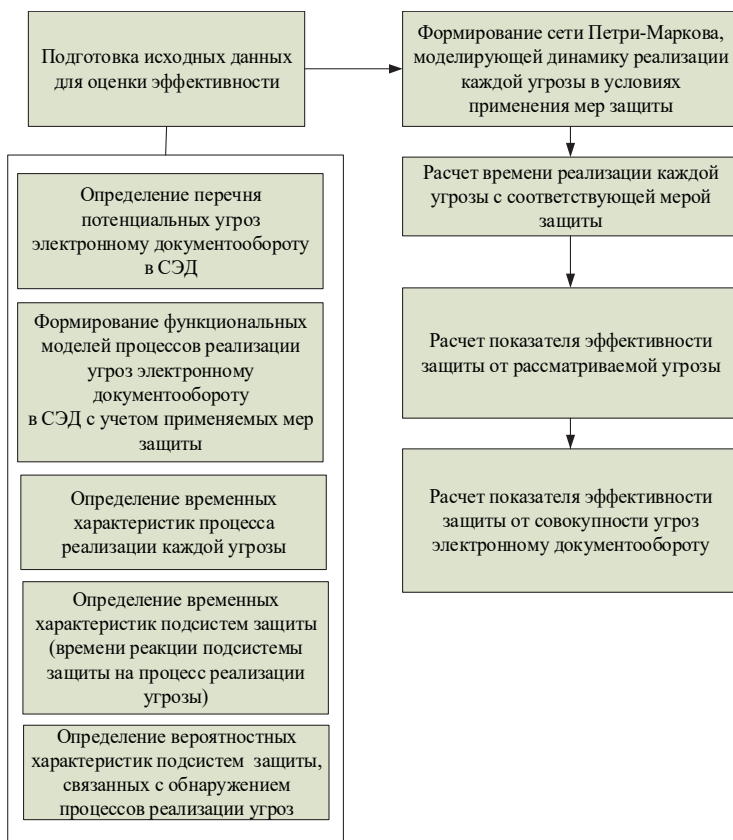 Подготовка исходных данных
для оценки эффективности
Формирование сети Петри-Маркова,
моделирующей динамику реализации
каждой угрозы в условиях
применения мер защиты
Определение перечня
потенциальных угроз
электронному документообороту
в СЭД
Формирование функциональных
моделей процессов реализации
угроз электронному
документообороту
в СЭД с учетом применяемых мер
защиты
Определение временных
характеристик процесса
реализации каждой угрозы
Определение временных
характеристик подсистем защиты
(времени реакции подсистемы
защиты на процесс реализации
угрозы)
Определение вероятностных
характеристик подсистем защиты,
связанных с обнаружением
процессов реализации угроз
Расчет времени реализации каждой
угрозы с соответствующей мерой
защиты
Расчет показателя эффективности
защиты от рассматриваемой угрозы
Расчет показателя эффективности
защиты от совокупности угроз
электронному документообороту